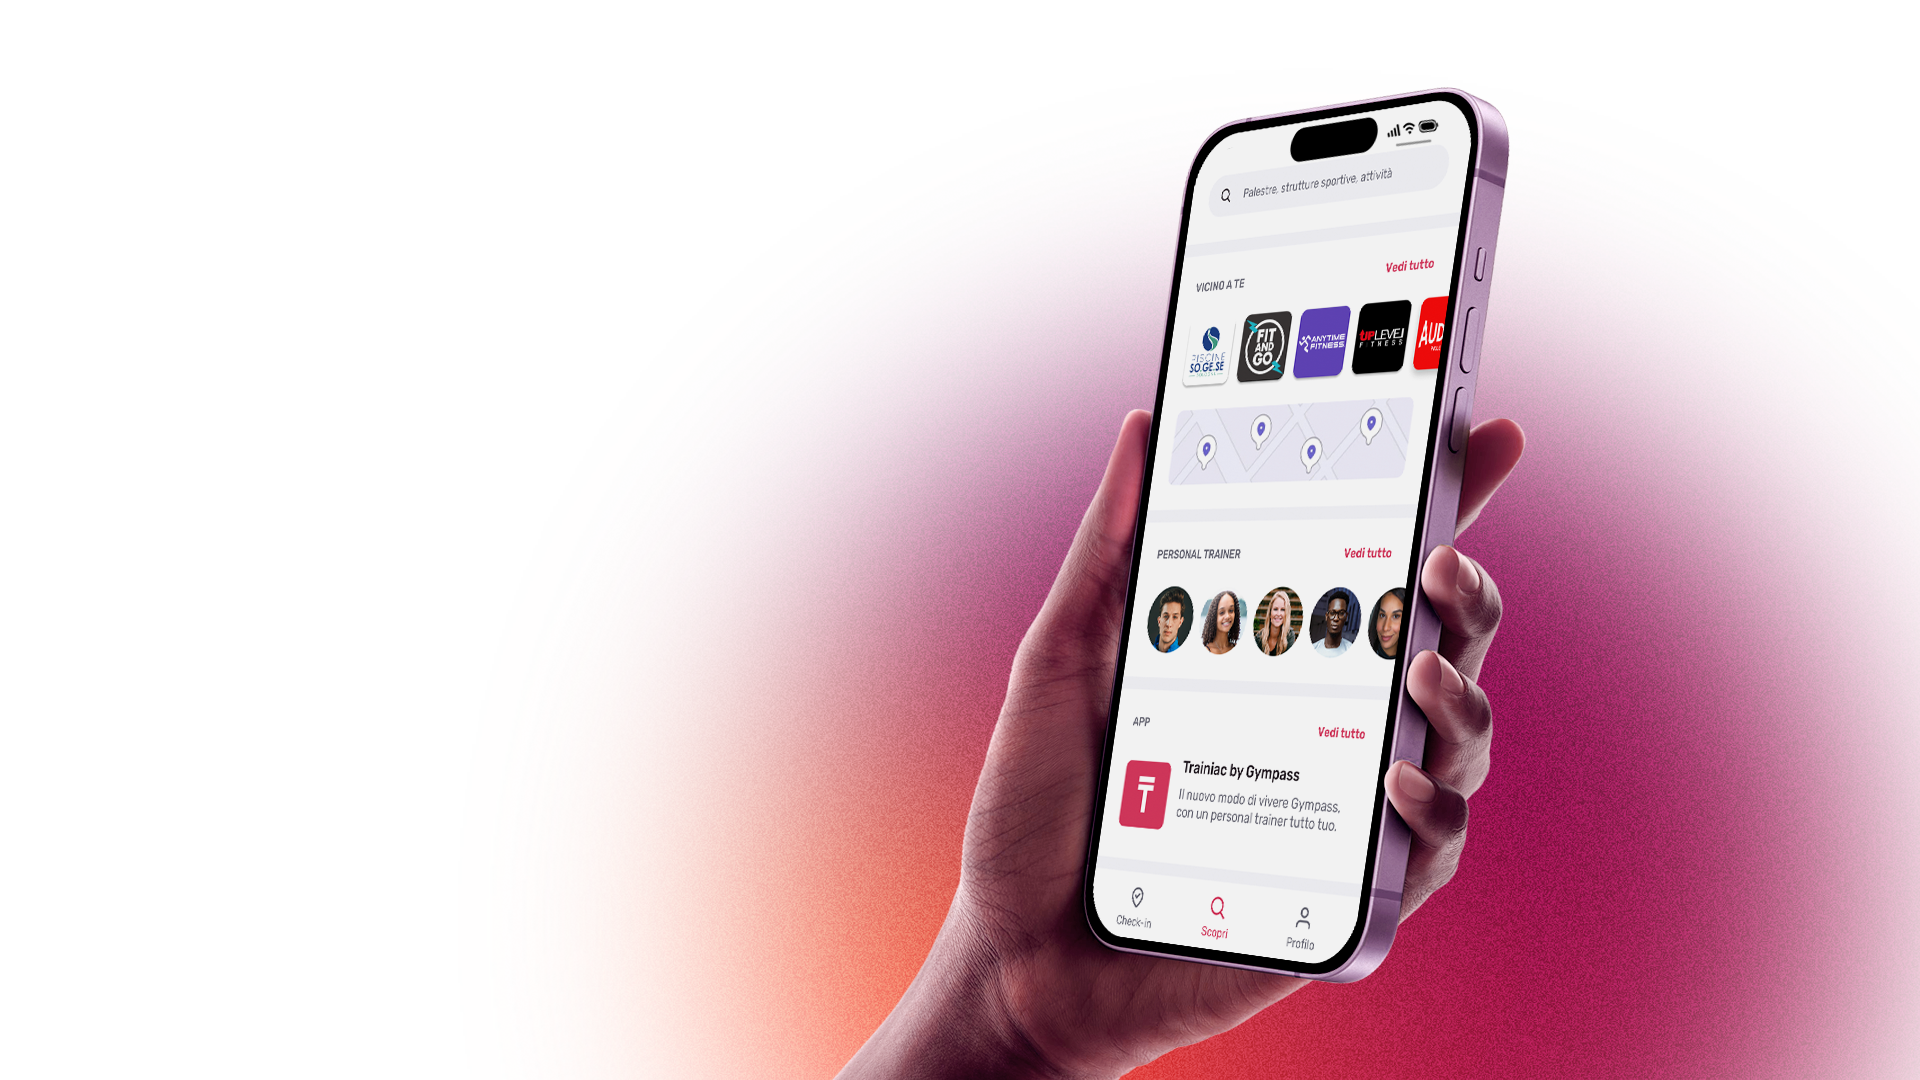 Palestre, strutture sportive, attività
VICINO A TE
Vedi tutto
PISCINE
SO.GE.SE
FIT
AND
GO
ANYTIME
FITNESS
UPLEVEL
FITNESS
AUD
PERSONAL TRAINER
Vedi tutto
APP
Vedi tutto
Trainiac by Gympass
Il nuovo modo di vivere Gympass,
con un personal trainer tutto tuo.
T
Check-in
Scopri
Profilo